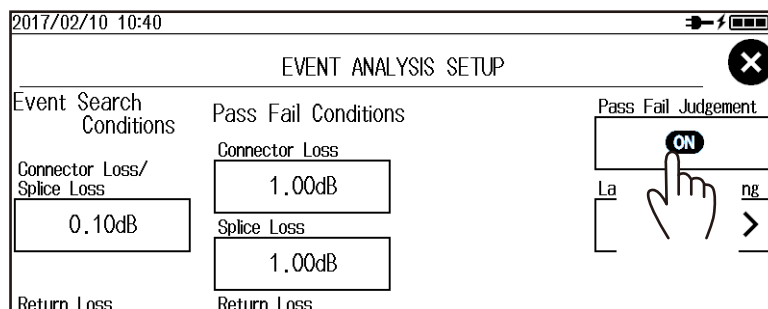 2017/02/10 10:40
EVENT ANALYSIS SETUP
Event Search
Conditions
Connector Loss/
Splice Loss
0.10dB
Return Loss
Pass Fail Conditions
Connector Loss
1.00dB
Splice Loss
1.00dB
Return Loss
Pass Fail Judgement
ON